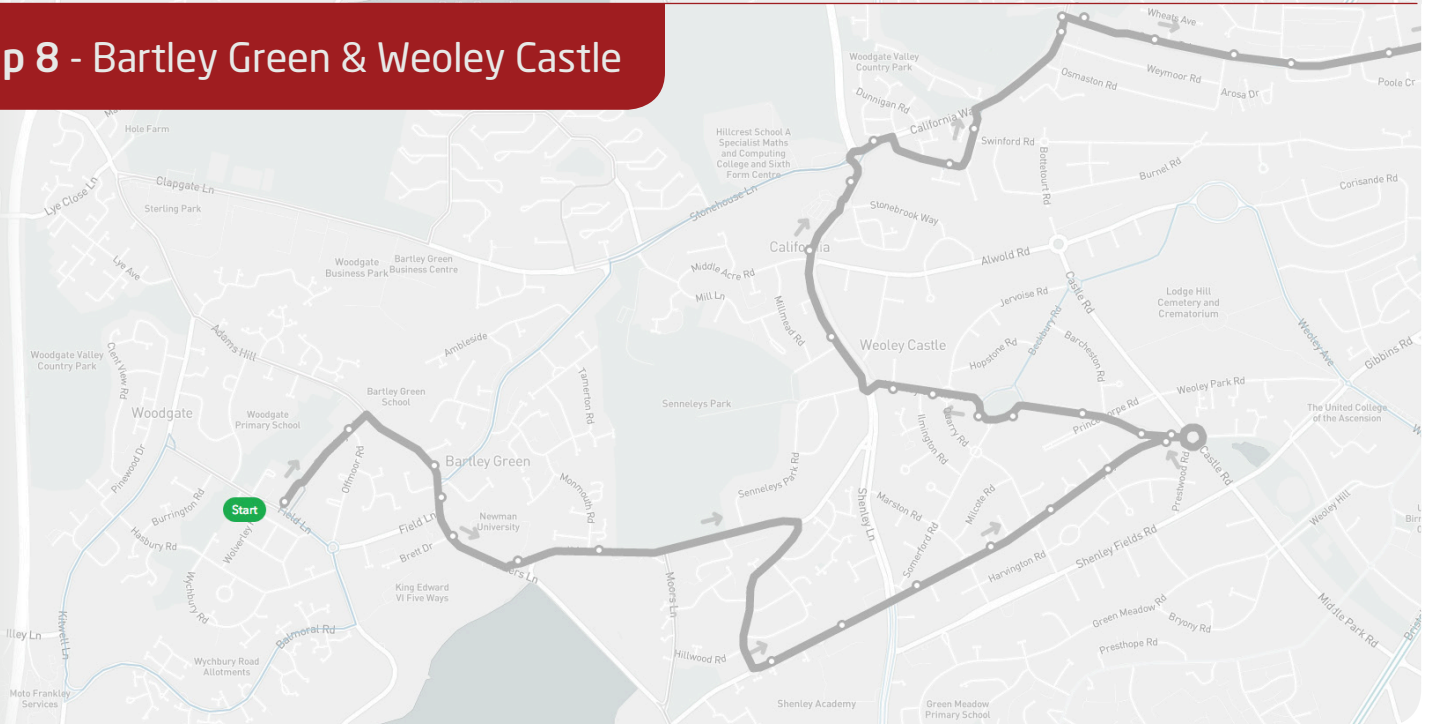 p 8 - Bartley Green & Weoley Castle
Wheats Ave
Woodgate Valley
Country Park
Osmaston Rd
Weymoor Rd
Arosa Dr
Poole Cr
Dunnigan Rd
California Wa
Hole Farm
Hillcrest School A
Specialist Maths
and Computing
College and Sixth
Form Centre
Swinford Rd
Bottetourt Rd
Burnel Rd
Corisande Rd
Clapgate Ln
Lye Close Ln
Sterling Park
Stonehouse Ln
Stonebrook Way
California
Alwold Rd
Lye Ave
Woodgate
Business Park
Bartley Green
Business Centre
Middle Acre Rd
Mill Ln
Millmead Rd
Jervoise Rd
Castle Rd
Lodge Hill
Cemetery and
Crematorium
Beckbury Rd
Barcheston Rd
Weoley Ave
Gibbins Rd
Adams Hill
Ambleside
Weoley Castle
Hopstone Rd
Woodgate Valley
Country Park
Clent View Rd
Tamerton Rd
Bartley Green
School
Senneleys Park
Weoley Park Rd
Woodgate
Woodgate
Primary School
Quarry Rd
Ilmington Rd
The United College
of the Ascension
Castle Rd
Prestwood Rd
Pinewood Dr
Offmoor Rd
Bartley Green
Monmouth Rd
Senneleys Park Rd
Shenley Ln
Marston Rd
Milcote Rd
Weoley Hill
Start
Burrington Rd
Field Ln
Hasbury Rd
Wolverley
Field Ln
Newman
University
Somerford Rd
Brett Dr
Shenley Fields Rd
Harvington Rd
ers Ln
Wychbury Rd
King Edward
VI Five Ways
Moors Ln
Middle Park Rd
Green Meadow Rd
Bryony Rd
Presthope Rd
Kitwell Ln
Illey Ln
Balmoral Rd
Hillwood Rd
Wychbury Road
Allotments
Moto Frankley
Services
Shenley Academy
Green Meadow
Primary School